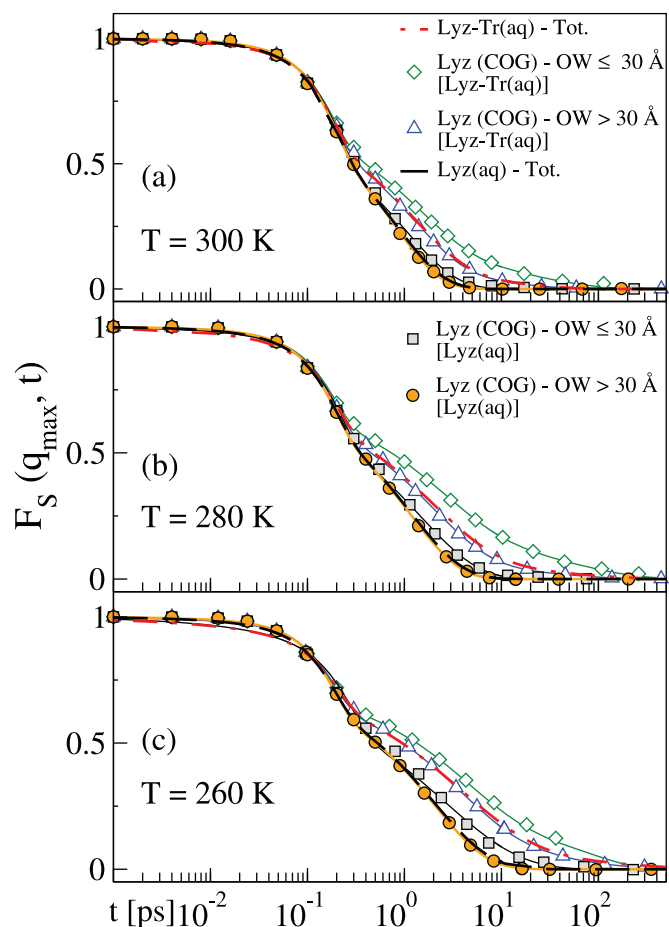 1
0.5
0
(a)
T = 300 K
Lyz-Tr(aq) - Tot.
Lyz (COG) - OW ≤ 30 Å
[Lyz-Tr(aq)]
Lyz (COG) - OW > 30 Å
[Lyz-Tr(aq)]
Lyz(aq) - Tot.
1
0.5
0
(b)
T = 280 K
Lyz (COG) - OW ≤ 30 Å
[Lyz(aq)]
Lyz (COG) - OW > 30 Å
[Lyz(aq)]
F_S (q_max, t)
1
0.5
0
(c)
T = 260 K
t [ps] 10^-2 10^-1 10^0 10^1 10^2